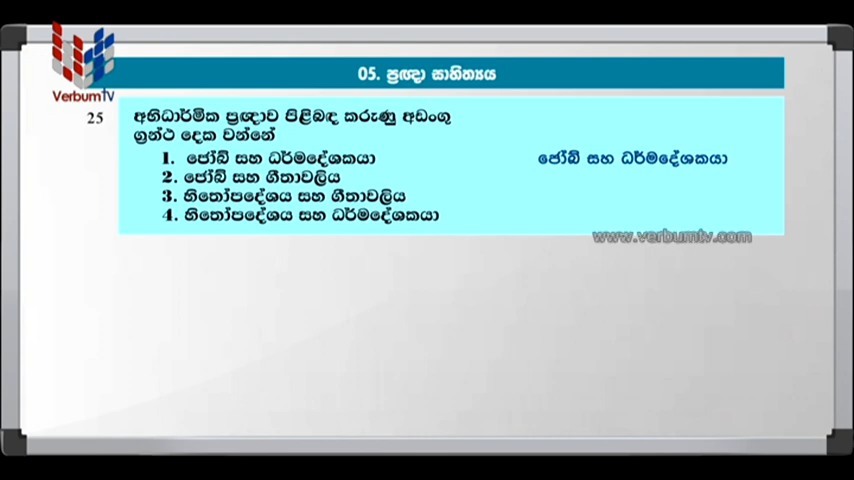 VerbumTV
05. ප්‍රඥා සාහිත්‍යය
25 අභිධාර්මික ප්‍රඥාව පිළිබඳ කරුණු අඩංගු
ග්‍රන්ථ දෙක වන්නේ
1. ජෝබ් සහ ධර්මදේශකයා ජෝබ් සහ ධර්මදේශකයා
2. ජෝබ් සහ ගීතාවලිය
3. හිතෝපදේශය සහ ගීතාවලිය
4. හිතෝපදේශය සහ ධර්මදේශකයා
www.verbumtv.com